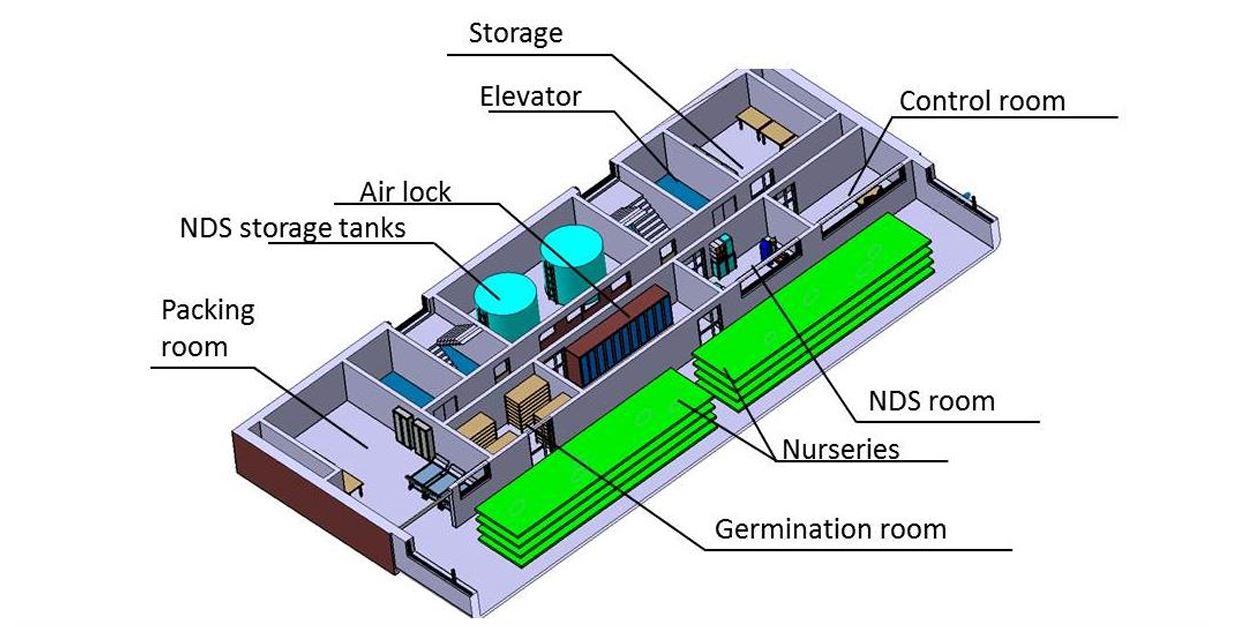 Storage
Elevator
Control room
Air lock
NDS storage tanks
Packing
room
NDS room
Nurseries
Germination room